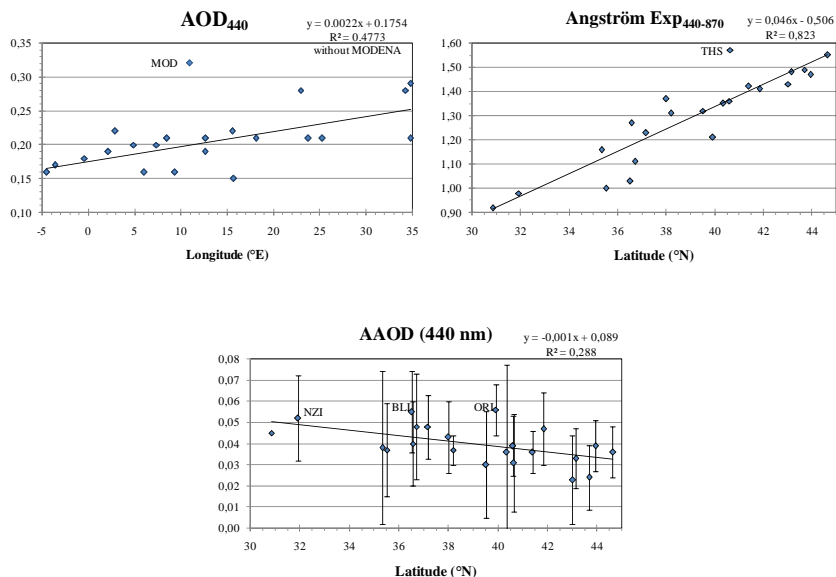 AOD440
y = 0.0022x + 0.1754
R² = 0.4773
without MODENA
0,35
0,30
0,25
0,20
0,15
0,10
MOD
-5 0 5 10 15 20 25 30 35
Longitude (°E)
Angström Exp440-870
y = 0,046x - 0,506
R² = 0,823
1,60
1,50
1,40
1,30
1,20
1,10
1,00
0,90
THS
30 32 34 36 38 40 42 44
Latitude (°N)
AAOD (440 nm)
y = -0,001x + 0,089
R² = 0,288
0,08
0,07
0,06
0,05
0,04
0,03
0,02
0,01
0,00
NZI
BLI
ORI
30 32 34 36 38 40 42 44
Latitude (°N)